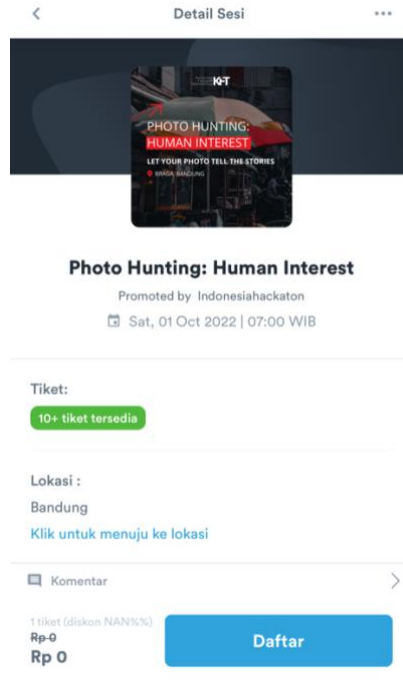 Detail Sesi
KHT
PHOTO HUNTING:
HUMAN INTEREST
LET YOUR PHOTO TELL THE STORIES
BRAGA, BANDUNG
Photo Hunting: Human Interest
Promoted by Indonesiahackaton
Sat, 01 Oct 2022 | 07:00 WIB
Tiket:
10+ tiket tersedia
Lokasi :
Bandung
Klik untuk menuju ke lokasi
Komentar
1 tiket (diskon NAN%%)
Rp 0
Rp 0
Daftar